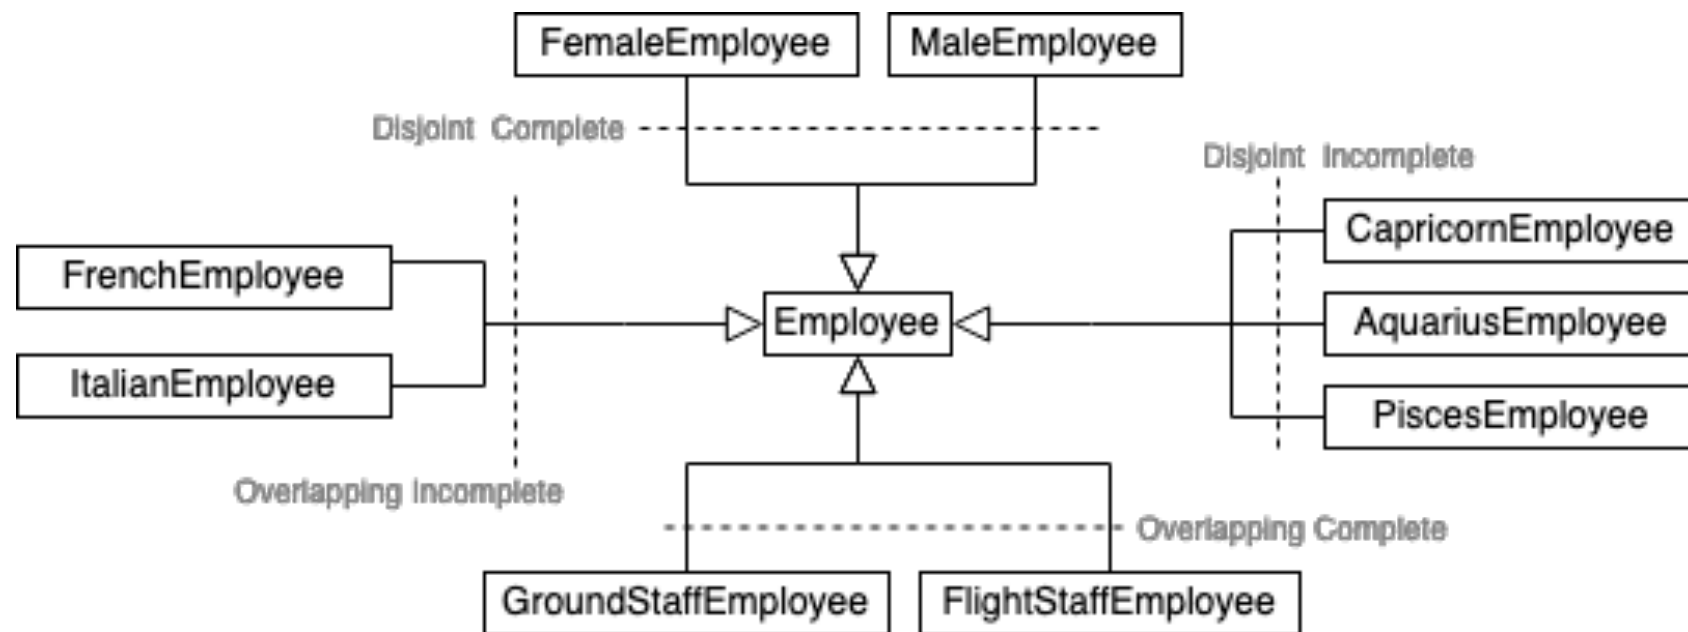 FemaleEmployee
MaleEmployee
Disjoint Complete
Disjoint Incomplete
CapricornEmployee
FrenchEmployee
Employee
AquariusEmployee
ItalianEmployee
PiscesEmployee
Overlapping Incomplete
Overlapping Complete
GroundStaffEmployee
FlightStaffEmployee